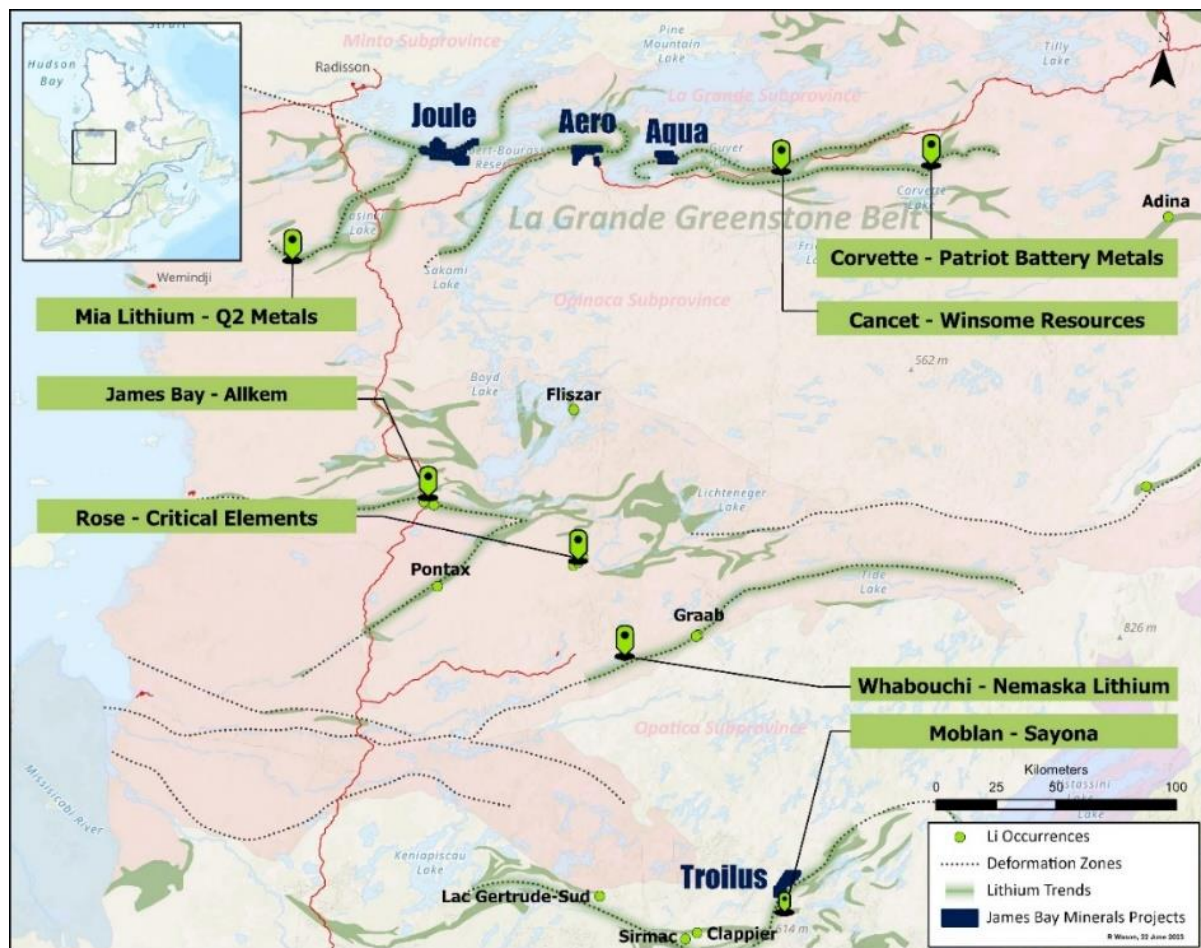 Hudson
Bay
Minto Subprovince
Pine
Mountain
Lake
Tilly
Lake
Radisson
La Grande Subprovince
Joule
Aero
Aqua
Guyer
Corvette
Lake
Adina
La Grande Greenstone Belt
Wemindji
Sakami
Lake
Corvette - Patriot Battery Metals
Mia Lithium - Q2 Metals
Cancet - Winsome Resources
562 m
James Bay - Allkem
Boyd
Lake
Fliszar
Lichteneger
Lake
Rose - Critical Elements
Pontax
Tide
Lake
Graab
826 m
Whabouchi - Nemaska Lithium
Opatica Subprovince
Moblan - Sayona
Missisicabi River
Kilometers
0 25 50 100
Keniapiscau
Lake
Troilus
Lac Gertrude-Sud
Sirmac
Clappier
Li Occurrences
Deformation Zones
Lithium Trends
James Bay Minerals Projects